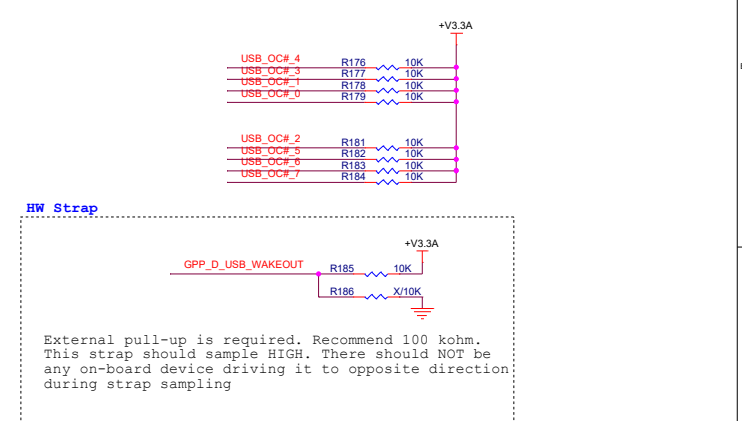 +V3.3A
USB_OC#_4 R176 10K
USB_OC#_3 R177 10K
USB_OC#_1 R178 10K
USB_OC#_0 R179 10K
USB_OC#_2 R181 10K
USB_OC#_5 R182 10K
USB_OC#_6 R183 10K
USB_OC#_7 R184 10K
HW Strap
+V3.3A
GPP_D_USB_WAKEOUT R185 10K
R186 X/10K
External pull-up is required. Recommend 100 kohm.
This strap should sample HIGH. There should NOT be
any on-board device driving it to opposite direction
during strap sampling